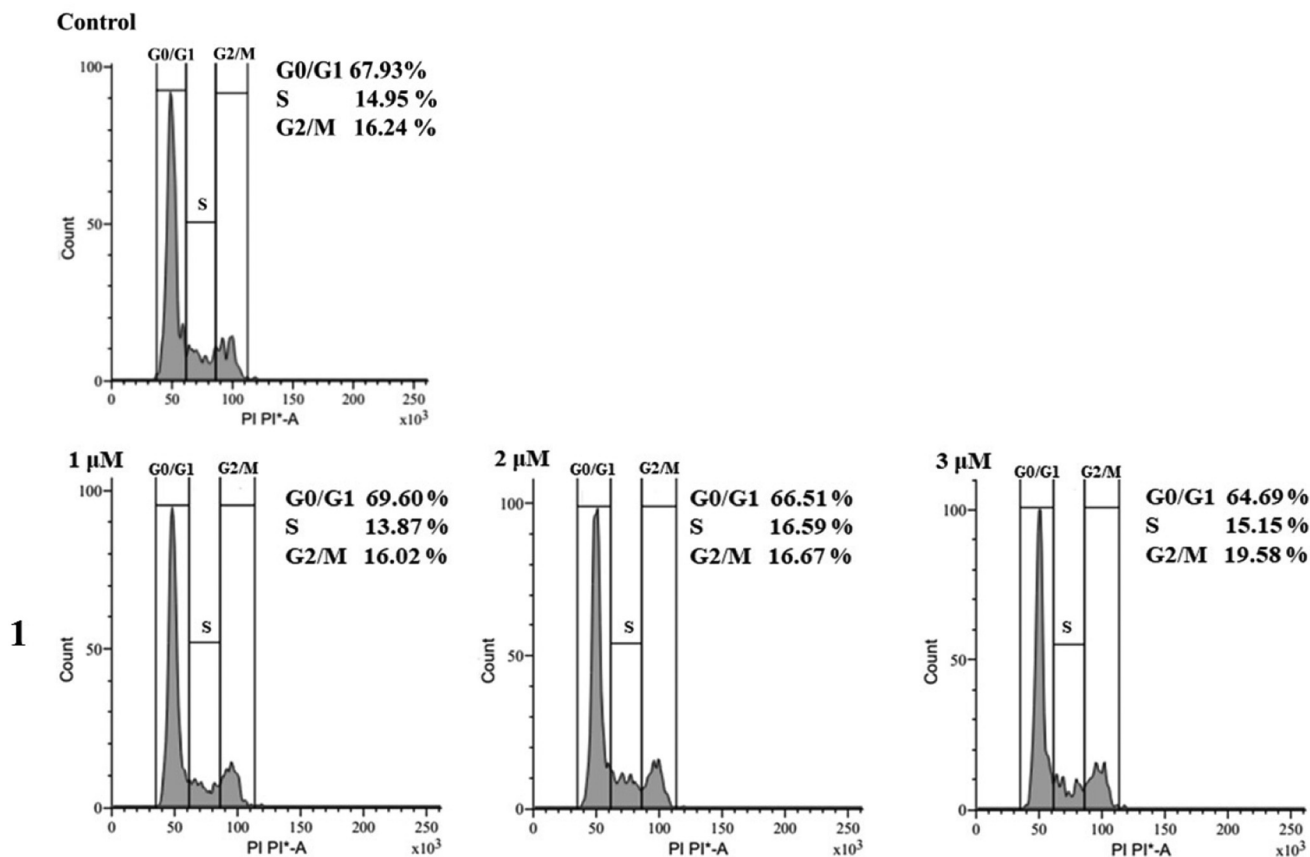 Control
G0/G1 G2/M
G0/G1 67.93%
S 14.95 %
G2/M 16.24 %
100
S
50
Count
0
0 50 100 150 200 250
PI PI*-A x10³
1 μM
G0/G1 G2/M
G0/G1 69.60 %
S 13.87 %
G2/M 16.02 %
100
S
50
Count
0
0 50 100 150 200 250
PI PI*-A x10³
2 μM
G0/G1 G2/M
G0/G1 66.51 %
S 16.59 %
G2/M 16.67 %
100
S
50
Count
0
0 50 100 150 200 250
PI PI*-A x10³
3 μM
G0/G1 G2/M
G0/G1 64.69 %
S 15.15 %
G2/M 19.58 %
100
S
50
Count
0
0 50 100 150 200 250
PI PI*-A x10³
1